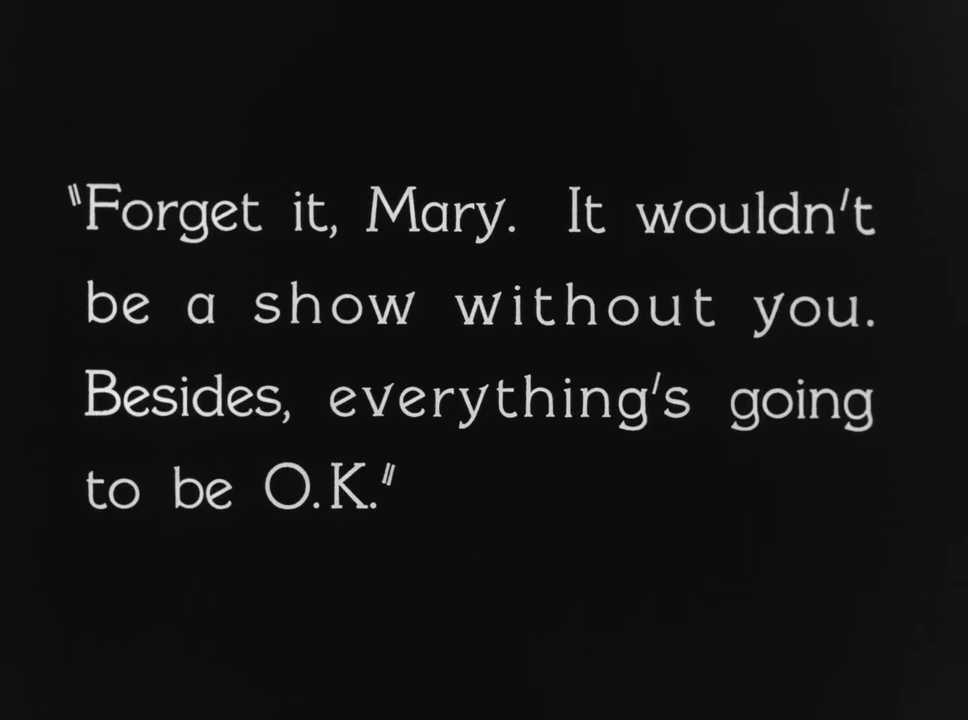 "Forget it, Mary. It wouldn't
be a show without you.
Besides, everything's going
to be O.K."